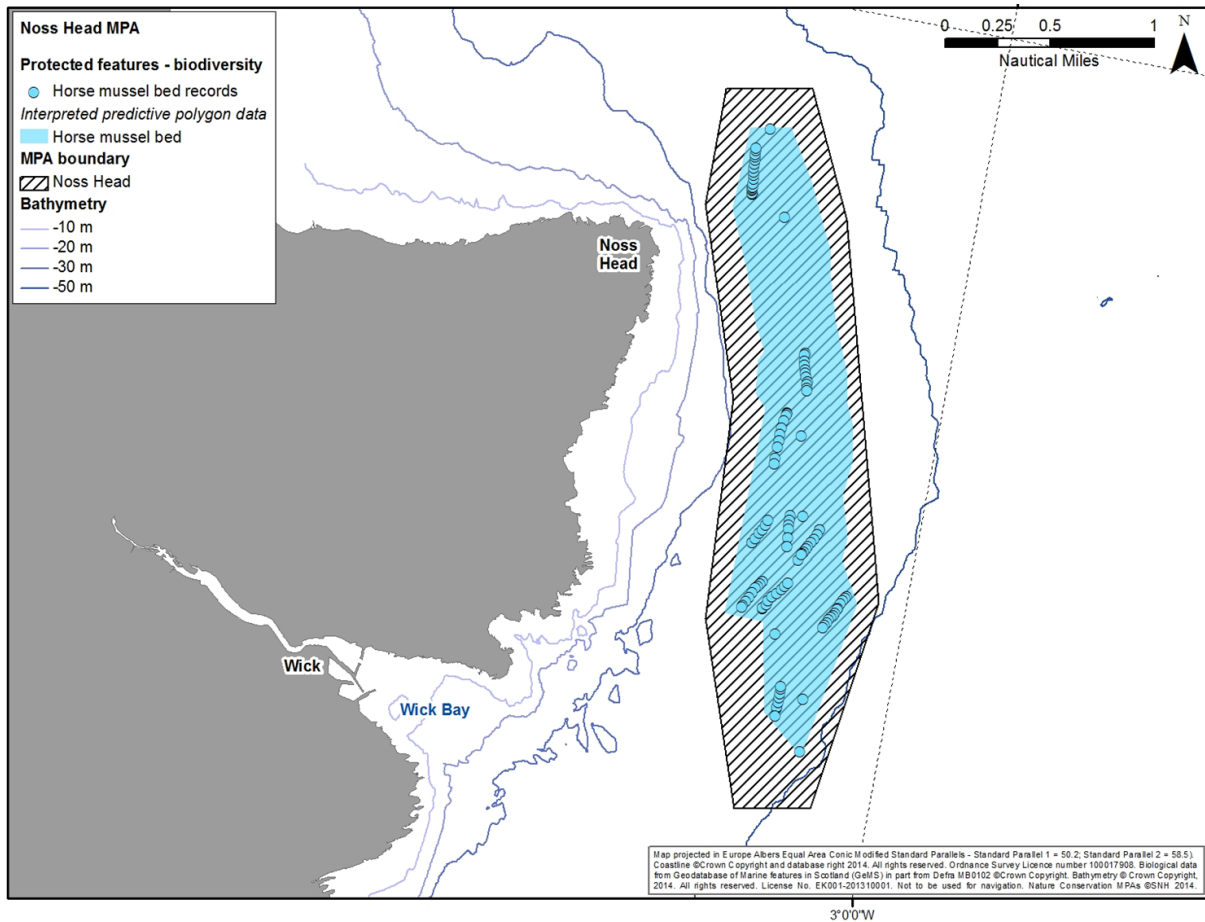 Noss Head MPA
Protected features - biodiversity
Horse mussel bed records
Interpreted predictive polygon data
Horse mussel bed
MPA boundary
Noss Head
Bathymetry
-10 m
-20 m
-30 m
-50 m
0 0.25 0.5 1
Nautical Miles
N
Noss
Head
Wick
Wick Bay
Map projected in Europe Albers Equal Area Conic Modified Standard Parallels - Standard Parallel 1 = 50.2; Standard Parallel 2 = 58.5).
Coastline ©Crown Copyright and database right 2014. All rights reserved. Ordnance Survey Licence number 100017908. Biological data
from Geodatabase of Marine features in Scotland (GeMS) in part from Defra MB0102 ©Crown Copyright. Bathymetry © Crown Copyright,
2014. All rights reserved. License No. EK001-201310001. Not to be used for navigation. Nature Conservation MPAs ©SNH 2014.
3°0'0"W